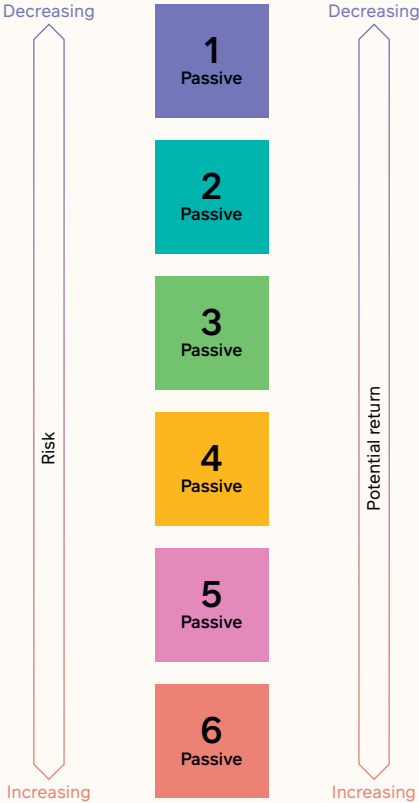 Decreasing
Decreasing
1
Passive
2
Passive
3
Passive
Risk
Potential return
4
Passive
5
Passive
6
Passive
Increasing
Increasing